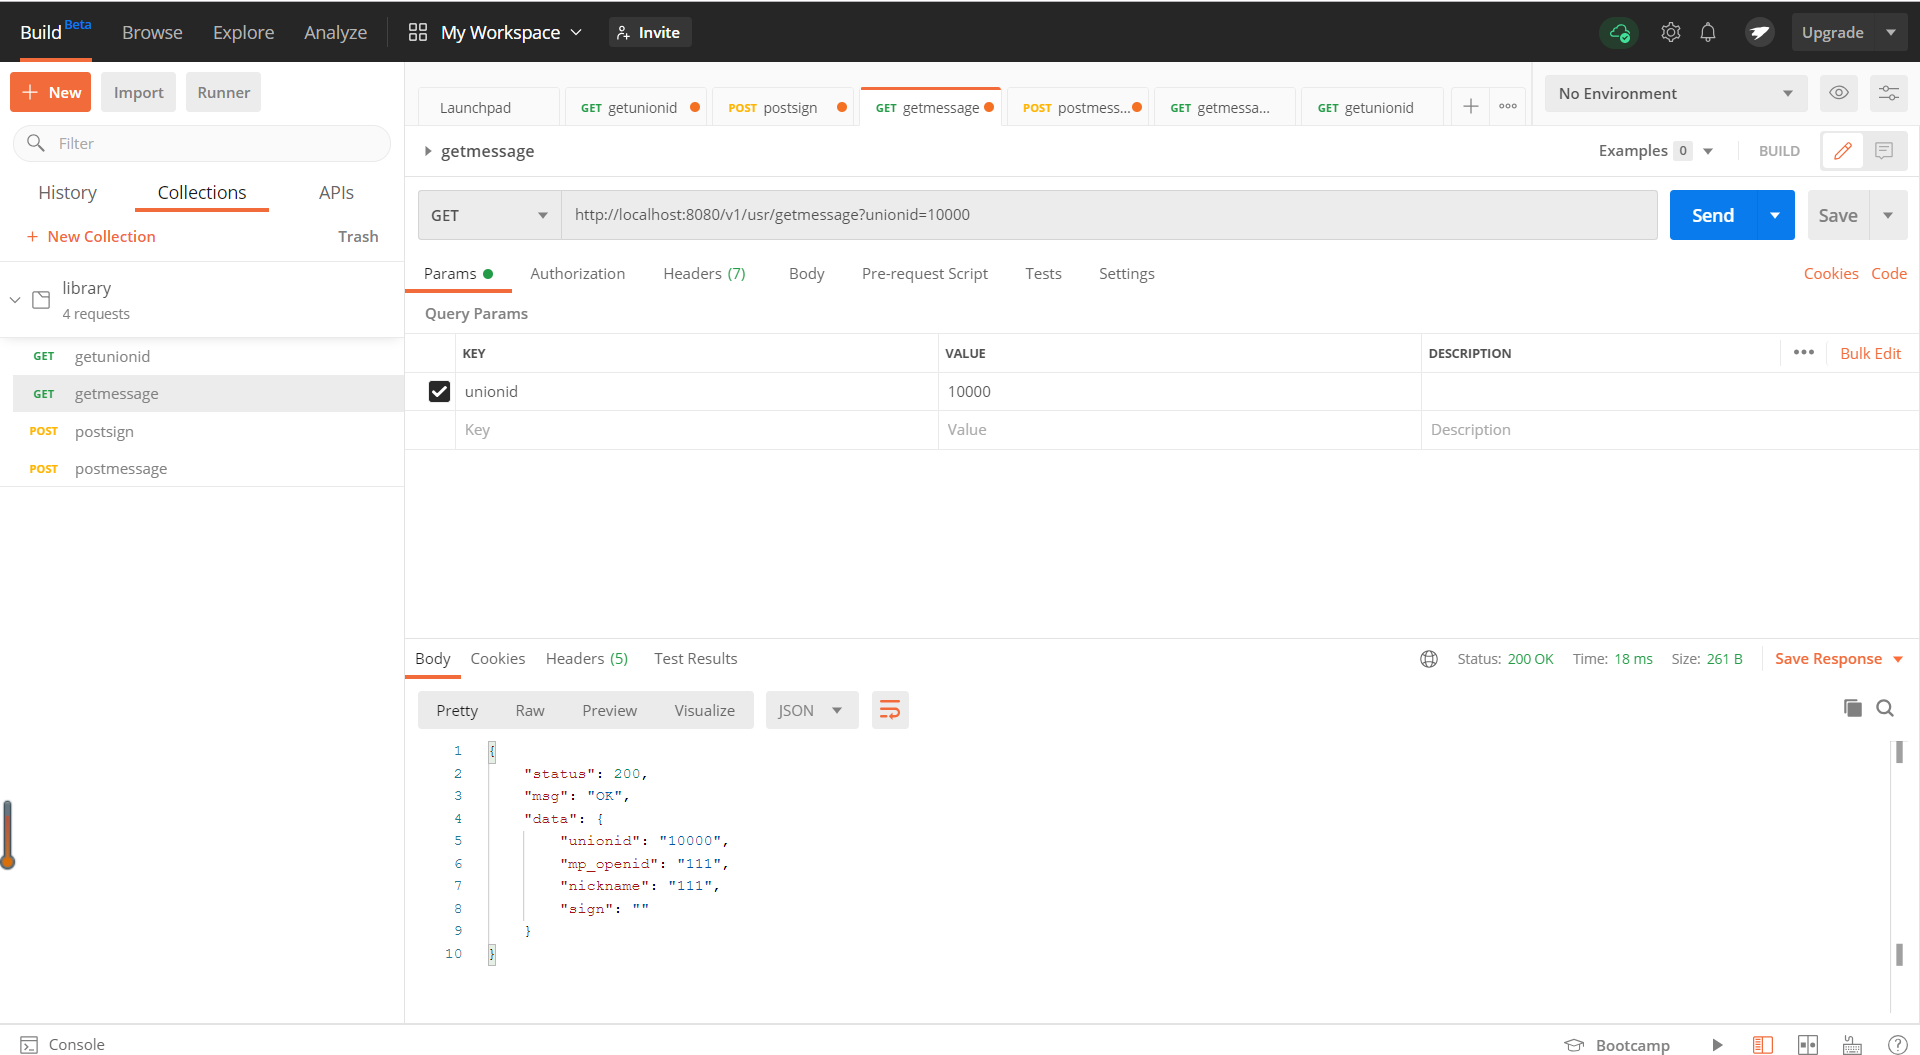 Build Beta Browse Explore Analyze My Workspace Invite Upgrade
New Import Runner
Launchpad GET getunionid POST postsign GET getmessage POST postmess... GET getmessa... GET getunionid
No Environment
Filter
getmessage
Examples 0 BUILD
History Collections APIs
GET http://localhost:8080/v1/usr/getmessage?unionid=10000 Send Save
New Collection Trash
Params Authorization Headers (7) Body Pre-request Script Tests Settings Cookies Code
library
4 requests
Query Params
KEY VALUE DESCRIPTION Bulk Edit
GET getunionid
GET getmessage
POST postsign
POST postmessage
unionid 10000
Key Value Description
Body Cookies Headers (5) Test Results Status: 200 OK Time: 18 ms Size: 261 B Save Response
Pretty Raw Preview Visualize JSON
1 {
2 "status": 200,
3 "msg": "OK",
4 "data": {
5 "unionid": "10000",
6 "mp_openid": "111",
7 "nickname": "111",
8 "sign": ""
9 }
10 }
Console Bootcamp